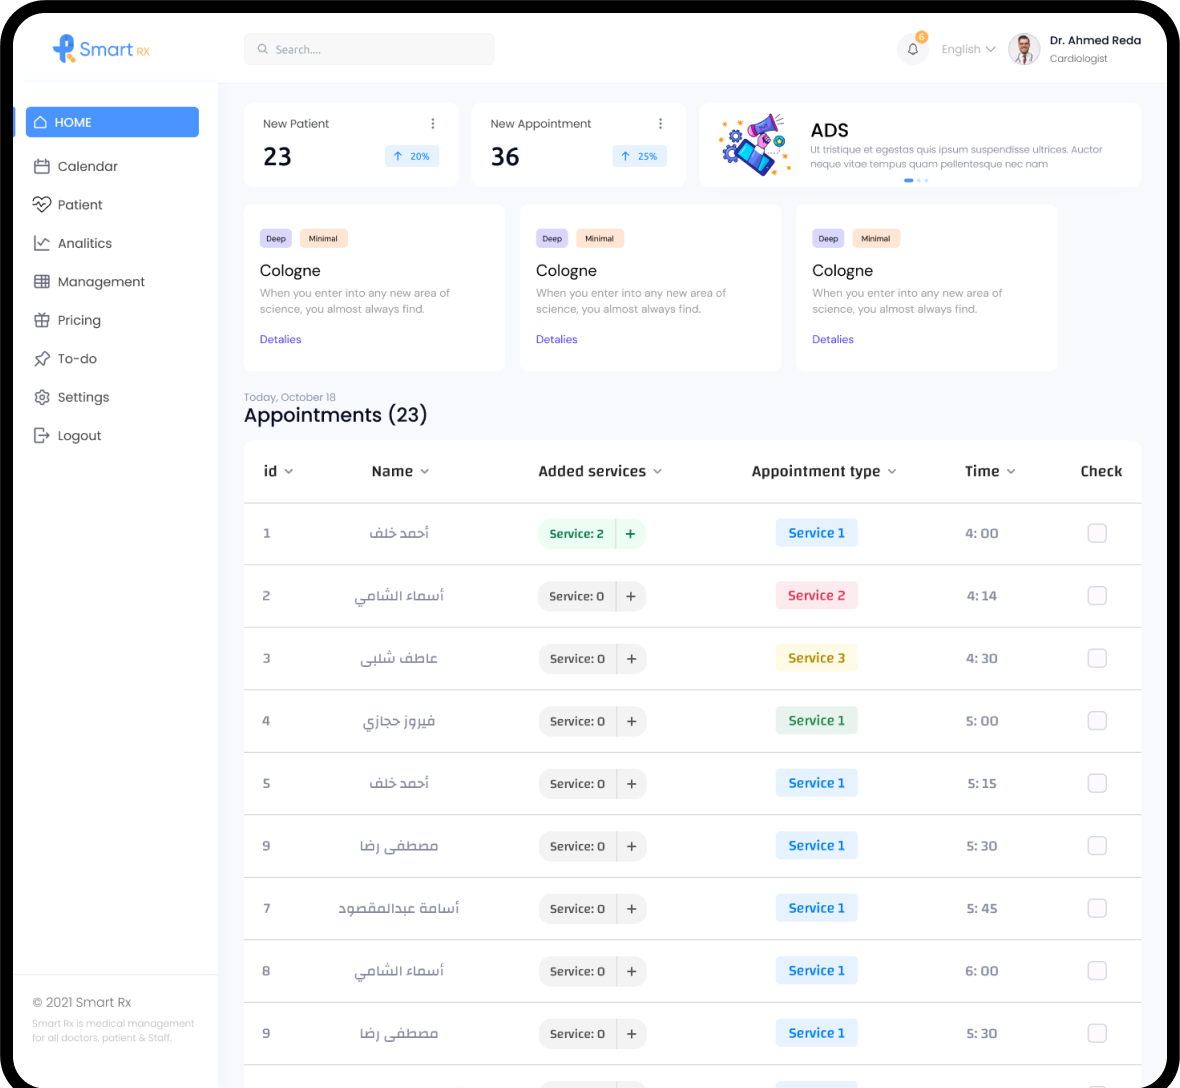 Smart RX
Search....
6
English
Dr. Ahmed Reda
Cardiologist
HOME
Calendar
Patient
Analitics
Management
Pricing
To-do
Settings
Logout
© 2021 Smart Rx
Smart Rx is medical management
for all doctors, patient & Staff.
New Patient
23
20%
New Appointment
36
25%
ADS
Ut tristique et egestas quis ipsum suspendisse ultrices. Auctor
neque vitae tempus quam pellentesque nec nam
Deep Minimal
Cologne
When you enter into any new area of
science, you almost always find.
Detalies
Deep Minimal
Cologne
When you enter into any new area of
science, you almost always find.
Detalies
Deep Minimal
Cologne
When you enter into any new area of
science, you almost always find.
Detalies
Today, October 18
Appointments (23)
id Name Added services Appointment type Time Check
1 أحمد خلف Service: 2 + Service 1 4: 00
2 أسماء الشامي Service: 0 + Service 2 4: 14
3 عاطف شلبى Service: 0 + Service 3 4: 30
4 فيروز حجازي Service: 0 + Service 1 5: 00
5 أحمد خلف Service: 0 + Service 1 5: 15
9 مصطفى رضا Service: 0 + Service 1 5: 30
7 أسامة عبدالمقصود Service: 0 + Service 1 5: 45
8 أسماء الشامي Service: 0 + Service 1 6: 00
9 مصطفى رضا Service: 0 + Service 1 5: 30